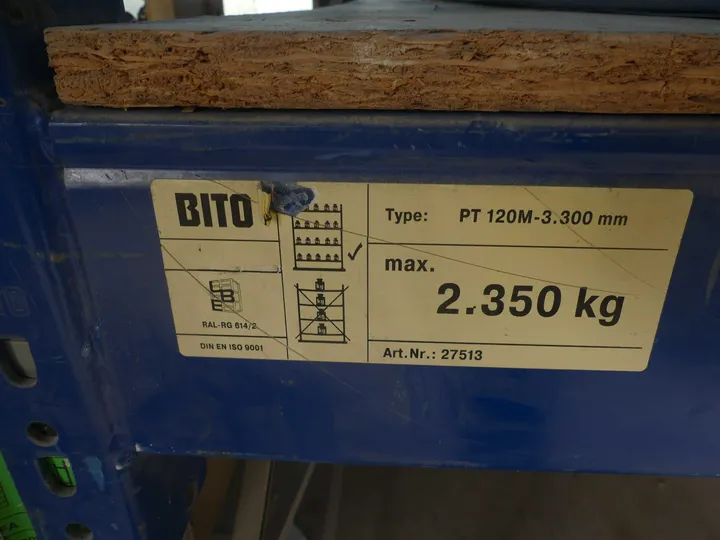 BITO
RAL-RG 614/2
DIN EN ISO 9001
Type: PT 120M-3.300 mm
max.
2.350 kg
Art.Nr.: 27513